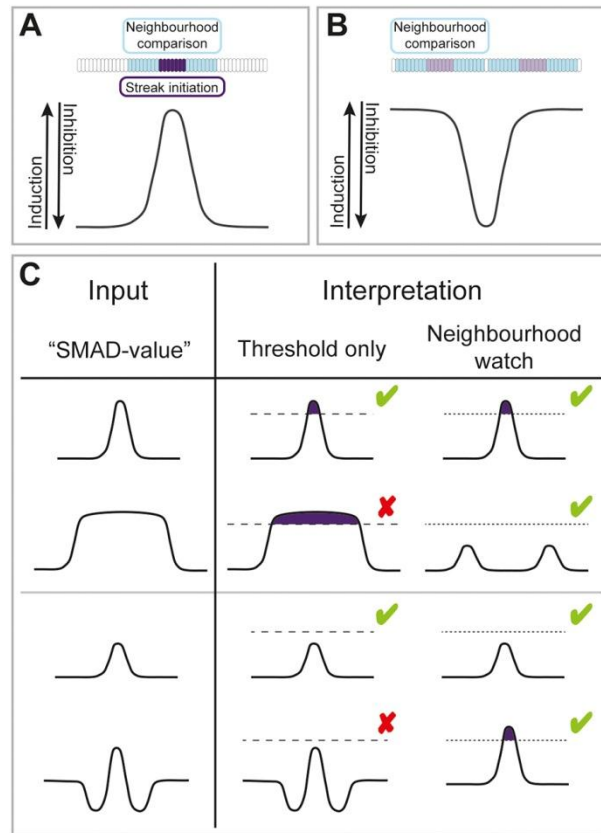 A
Neighbourhood
comparison
Streak initiation
Induction
Inhibition
B
Neighbourhood
comparison
Induction
Inhibition
C
Input
Interpretation
“SMAD-value”
Threshold only
Neighbourhood
watch